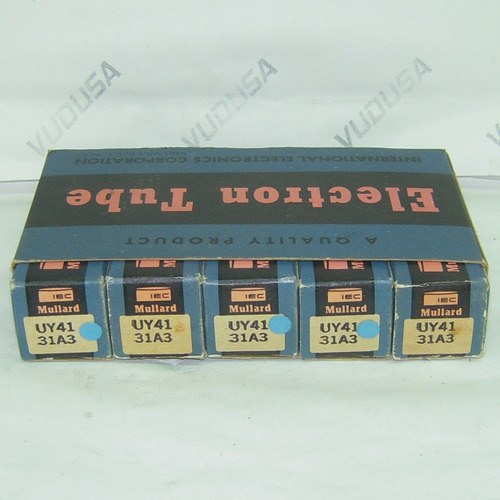 VUDUSA
VUDUSA
VUDUSA
A QUALITY PRODUCT
Electron Tube
INTERNATIONAL ELECTRONICS CORPORATION
IEC
Mullard
UY41
31A3
IEC
Mullard
UY41
31A3
IEC
Mullard
UY41
31A3
IEC
Mullard
UY41
31A3
IEC
Mullard
UY41
31A3